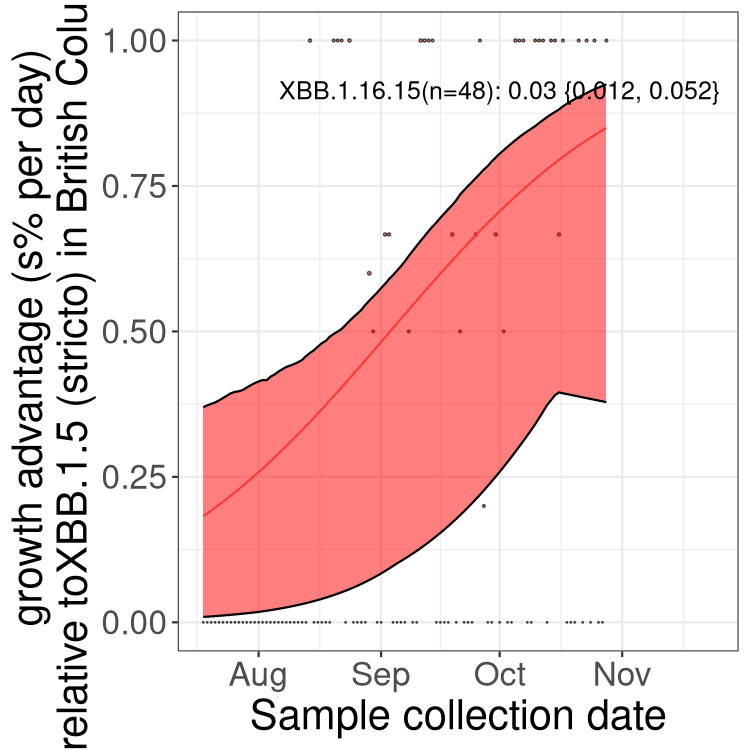 growth advantage (s% per day)
relative toXBB.1.5 (stricto) in British Colu
1.00
0.75
0.50
0.25
0.00
XBB.1.16.15(n=48): 0.03 {0.012, 0.052}
Aug Sep Oct Nov
Sample collection date